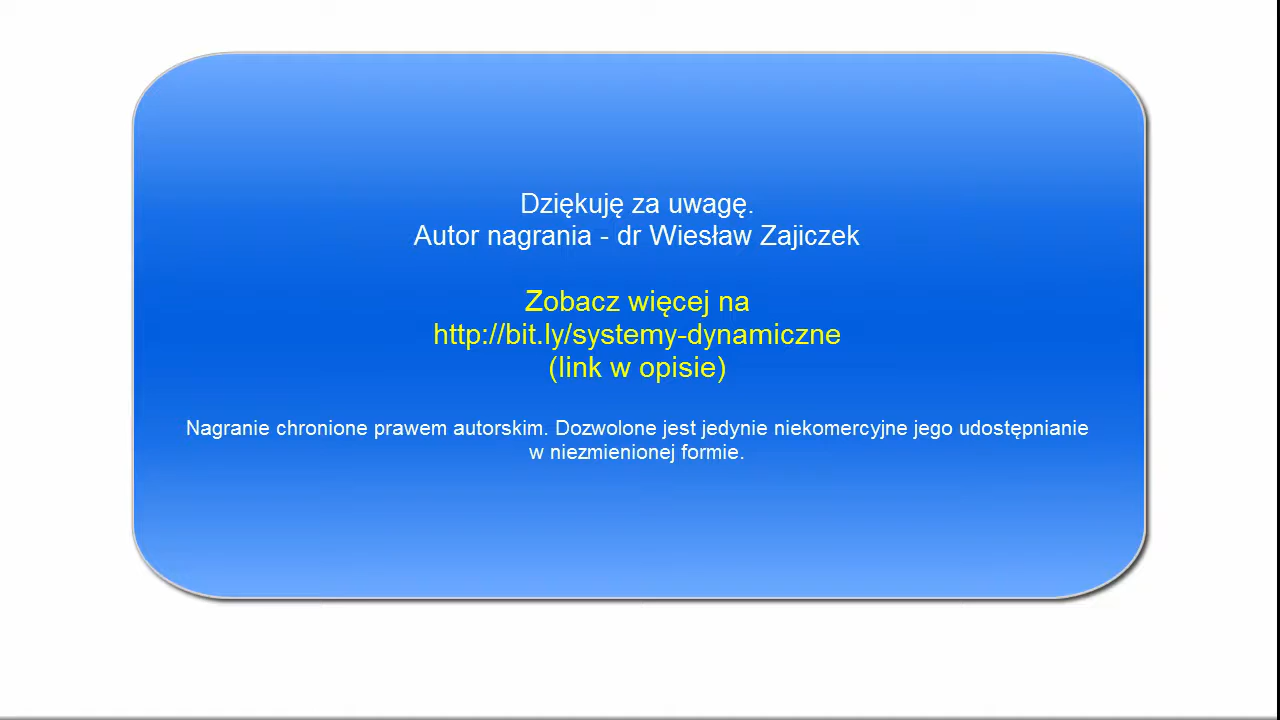 Dziękuję za uwagę.
Autor nagrania - dr Wiesław Zajiczek
Zobacz więcej na
http://bit.ly/systemy-dynamiczne
(link w opisie)
Nagranie chronione prawem autorskim. Dozwolone jest jedynie niekomercyjne jego udostępnianie
w niezmienionej formie.